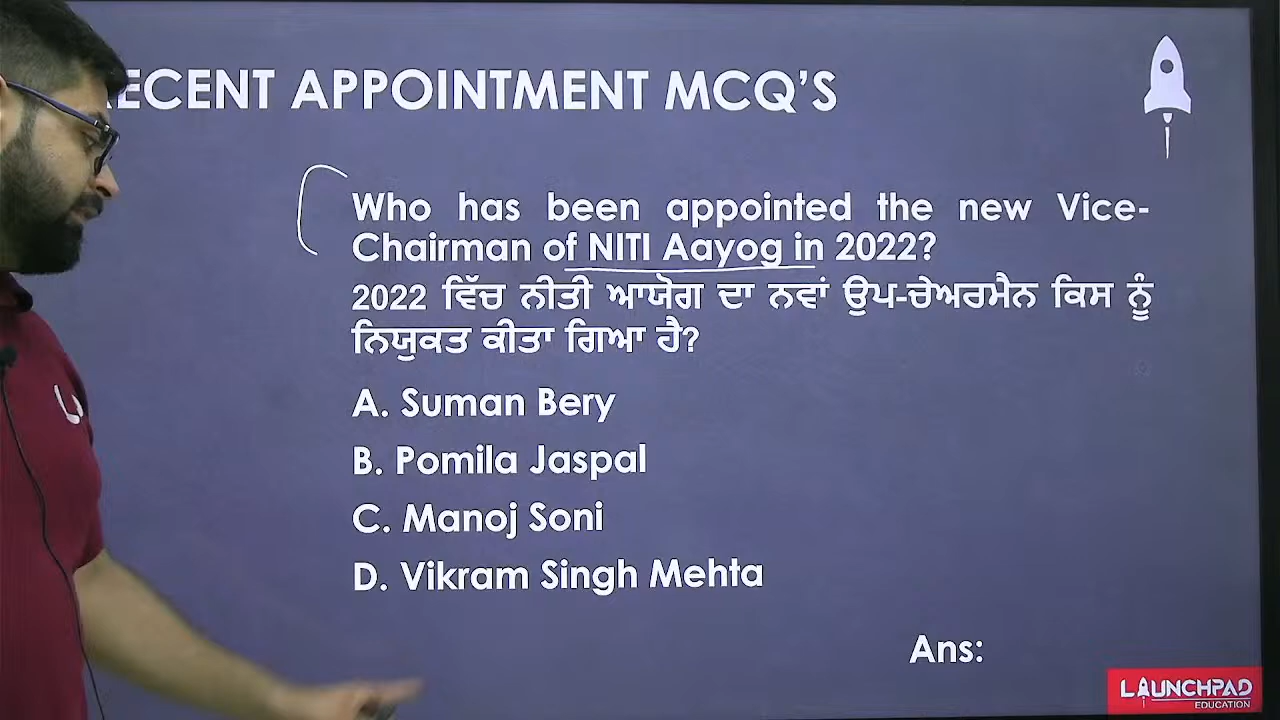 RECENT APPOINTMENT MCQ'S
Who has been appointed the new Vice-
Chairman of NITI Aayog in 2022?
2022 ਵਿੱਚ ਨੀਤੀ ਆਯੋਗ ਦਾ ਨਵਾਂ ਉਪ-ਚੇਅਰਮੈਨ ਕਿਸ ਨੂੰ
ਨਿਯੁਕਤ ਕੀਤਾ ਗਿਆ ਹੈ?
A. Suman Bery
B. Pomila Jaspal
C. Manoj Soni
D. Vikram Singh Mehta
Ans:
LAUNCHPAD
EDUCATION